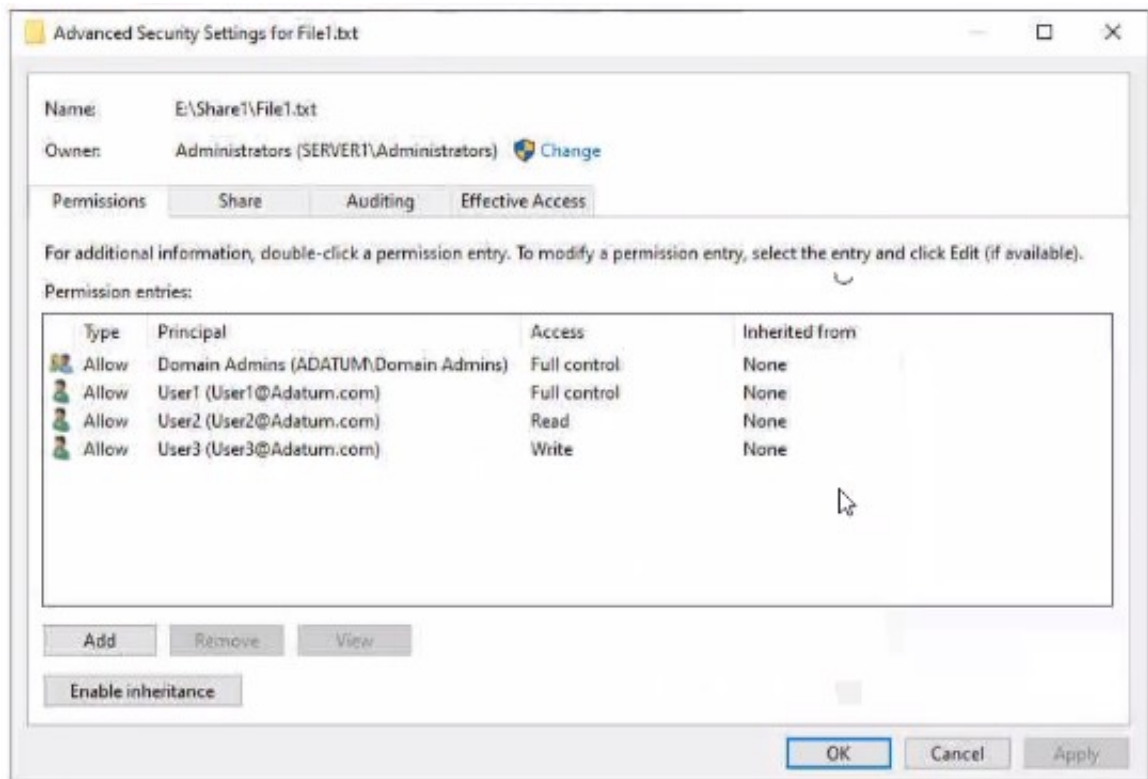 Advanced Security Settings for File1.txt
Name: E:\Share1\File1.txt
Owner: Administrators (SERVER1\Administrators) Change
Permissions Share Auditing Effective Access
For additional information, double-click a permission entry. To modify a permission entry, select the entry and click Edit (if available).
Permission entries:
Type Principal Access Inherited from
Allow Domain Admins (ADATUM\Domain Admins) Full control None
Allow User1 (User1@Adatum.com) Full control None
Allow User2 (User2@Adatum.com) Read None
Allow User3 (User3@Adatum.com) Write None
Add Remove View
Enable inheritance
OK Cancel Apply